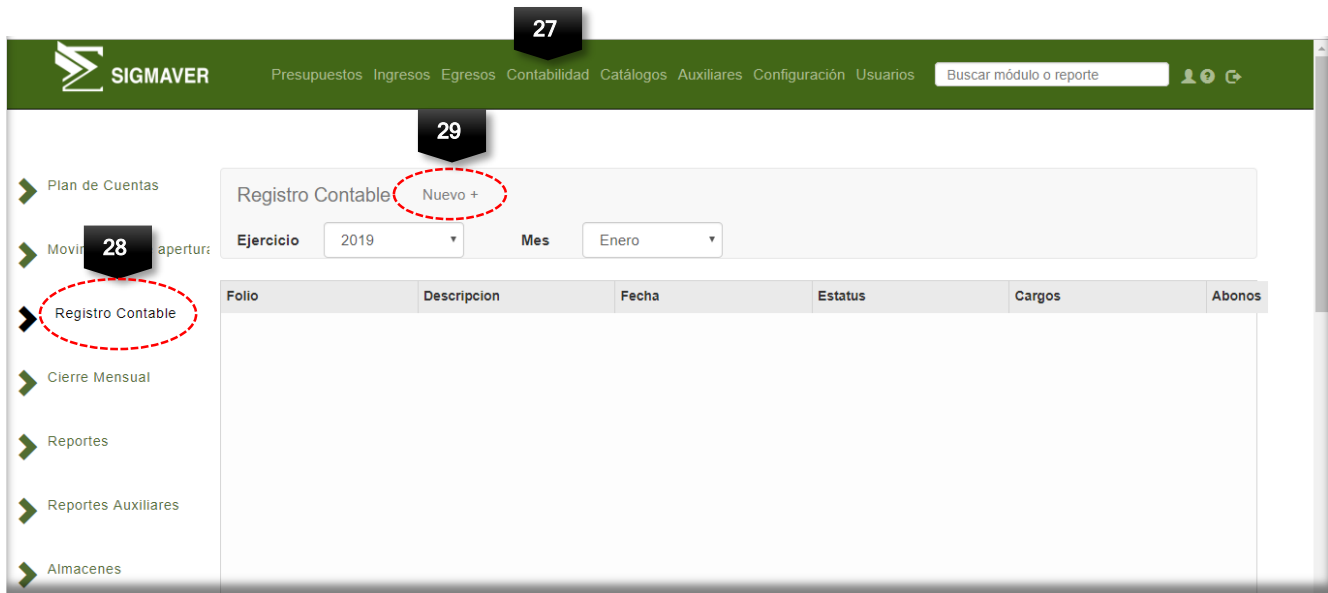 27
SIGMAVER
Presupuestos Ingresos Egresos Contabilidad Catálogos Auxiliares Configuración Usuarios
Buscar módulo o reporte
29
Plan de Cuentas
Registro Contable Nuevo +
Ejercicio 2019 Mes Enero
28
apertura
Folio Descripcion Fecha Estatus Cargos Abonos
Registro Contable
Cierre Mensual
Reportes
Reportes Auxiliares
Almacenes